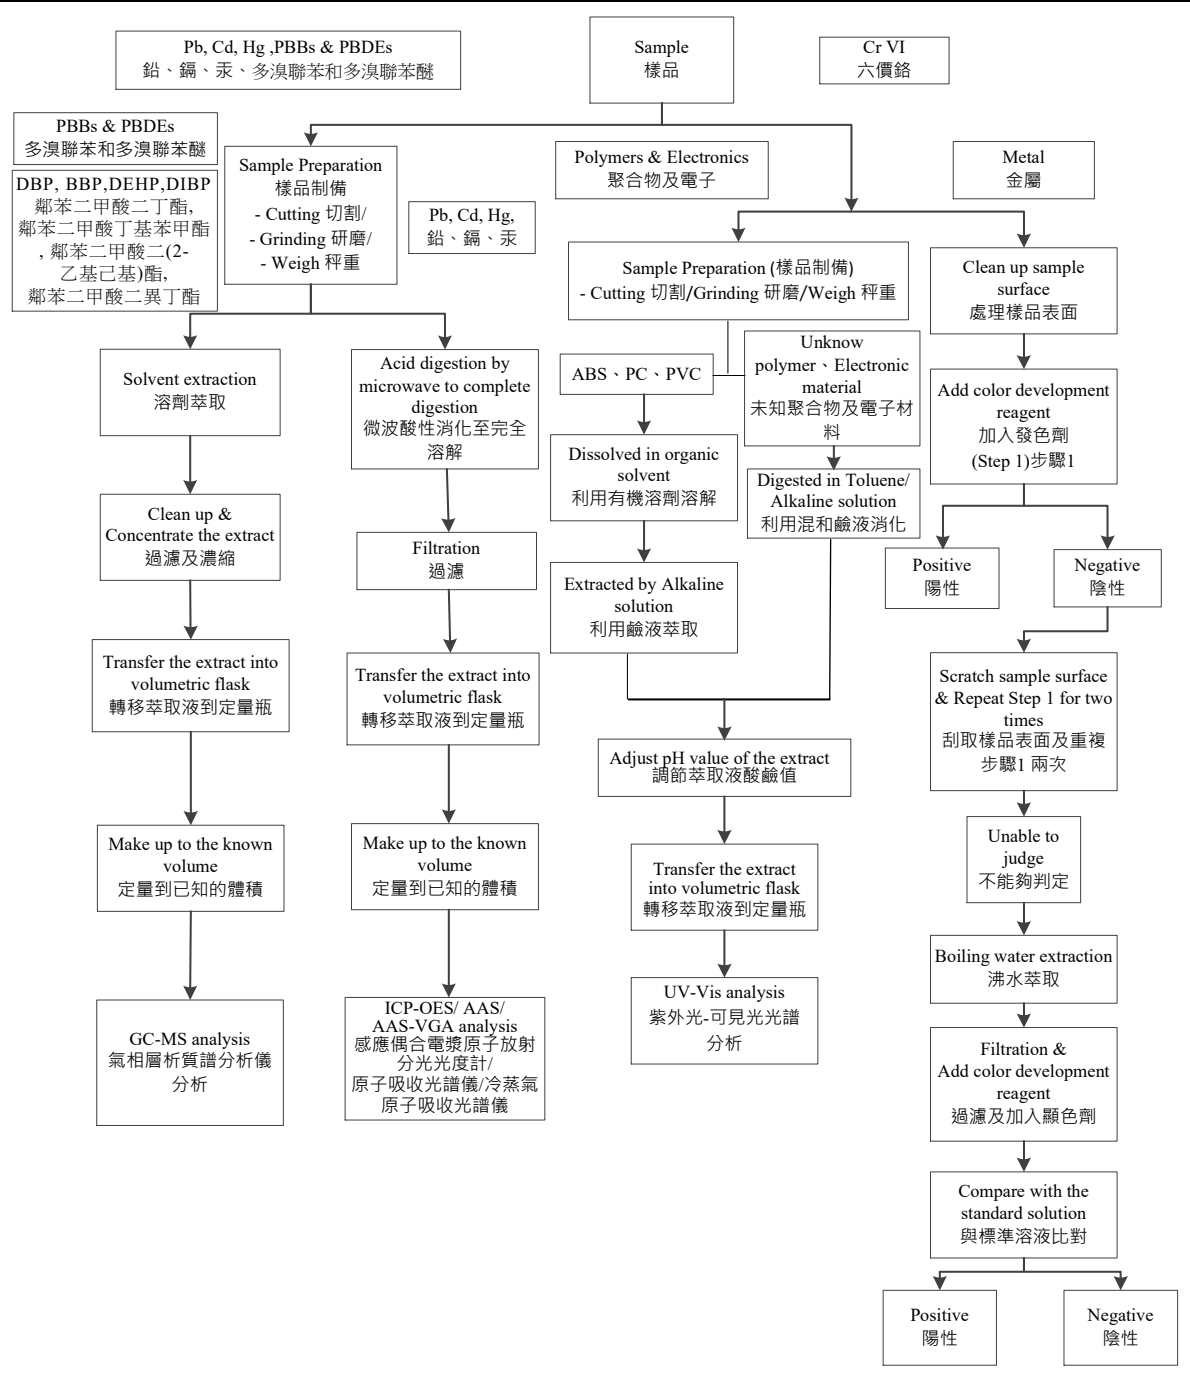 Pb, Cd, Hg ,PBBs & PBDEs
鉛、鎘、汞、多溴聯苯和多溴聯苯醚
Sample
樣品
Cr VI
六價鉻
PBBs & PBDEs
多溴聯苯和多溴聯苯醚
DBP, BBP,DEHP,DIBP
鄰苯二甲酸二丁酯,
鄰苯二甲酸丁基苯甲酯
, 鄰苯二甲酸二(2-
乙基己基)酯,
鄰苯二甲酸二異丁酯
Sample Preparation
樣品制備
- Cutting 切割/
- Grinding 研磨/
- Weigh 秤重
Pb, Cd, Hg,
鉛、鎘、汞
Polymers & Electronics
聚合物及電子
Metal
金屬
Sample Preparation (樣品制備)
- Cutting 切割/Grinding 研磨/Weigh 秤重
Clean up sample
surface
處理樣品表面
Solvent extraction
溶劑萃取
Acid digestion by
microwave to complete
digestion
微波酸性消化至完全
溶解
ABS、PC、PVC
Unknow
polymer、Electronic
material
未知聚合物及電子材
料
Add color development
reagent
加入發色劑
(Step 1)步驟1
Dissolved in organic
solvent
利用有機溶劑溶解
Digested in Toluene/
Alkaline solution
利用混和鹼液消化
Clean up &
Concentrate the extract
過濾及濃縮
Filtration
過濾
Extracted by Alkaline
solution
利用鹼液萃取
Positive
陽性
Negative
陰性
Transfer the extract into
volumetric flask
轉移萃取液到定量瓶
Transfer the extract into
volumetric flask
轉移萃取液到定量瓶
Scratch sample surface
& Repeat Step 1 for two
times
刮取樣品表面及重複
步驟1 兩次
Adjust pH value of the extract
調節萃取液酸鹼值
Make up to the known
volume
定量到已知的體積
Make up to the known
volume
定量到已知的體積
Transfer the extract
into volumetric flask
轉移萃取液到定量瓶
Unable to
judge
不能夠判定
Boiling water extraction
沸水萃取
GC-MS analysis
氣相層析質譜分析儀
分析
ICP-OES/ AAS/
AAS-VGA analysis
感應偶合電漿原子放射
分光光度計/
原子吸收光譜儀/冷蒸氣
原子吸收光譜儀
UV-Vis analysis
紫外光-可見光光譜
分析
Filtration &
Add color development
reagent
過濾及加入顯色劑
Compare with the
standard solution
與標準溶液比對
Positive
陽性
Negative
陰性